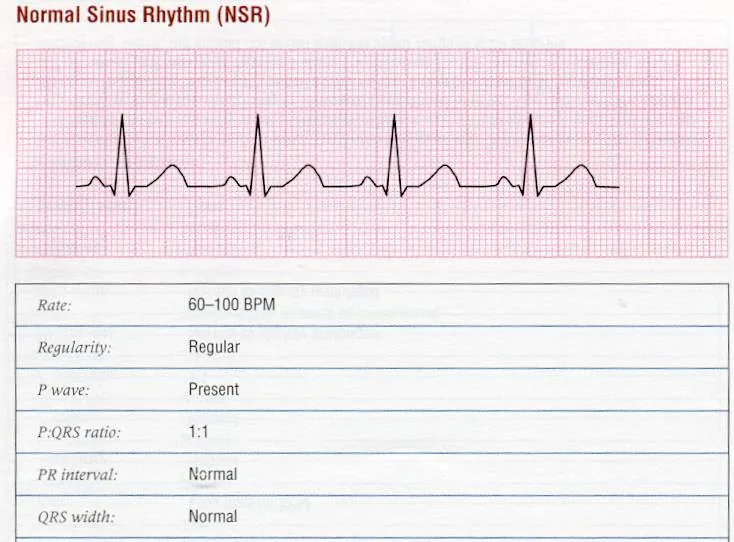 Normal Sinus Rhythm (NSR)
Rate: 60–100 BPM
Regularity: Regular
P wave: Present
P:QRS ratio: 1:1
PR interval: Normal
QRS width: Normal